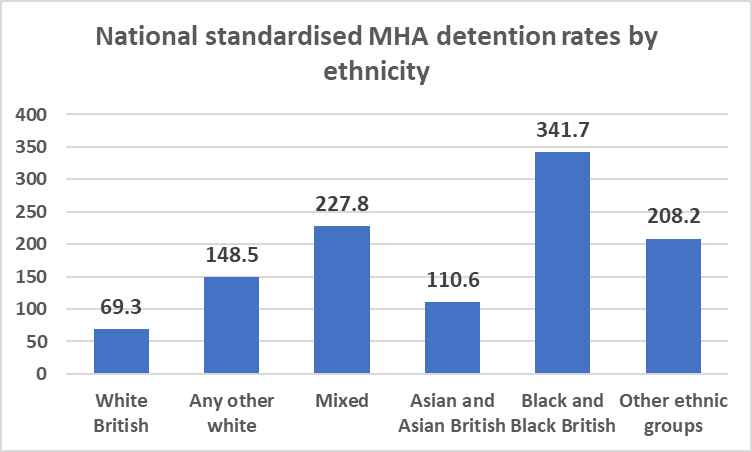 National standardised MHA detention rates by
ethnicity
400
350
300
250
200
150
100
50
0
69.3
148.5
227.8
110.6
341.7
208.2
White
British
Any other
white
Mixed
Asian and
Asian British
Black and
Black British
Other ethnic
groups